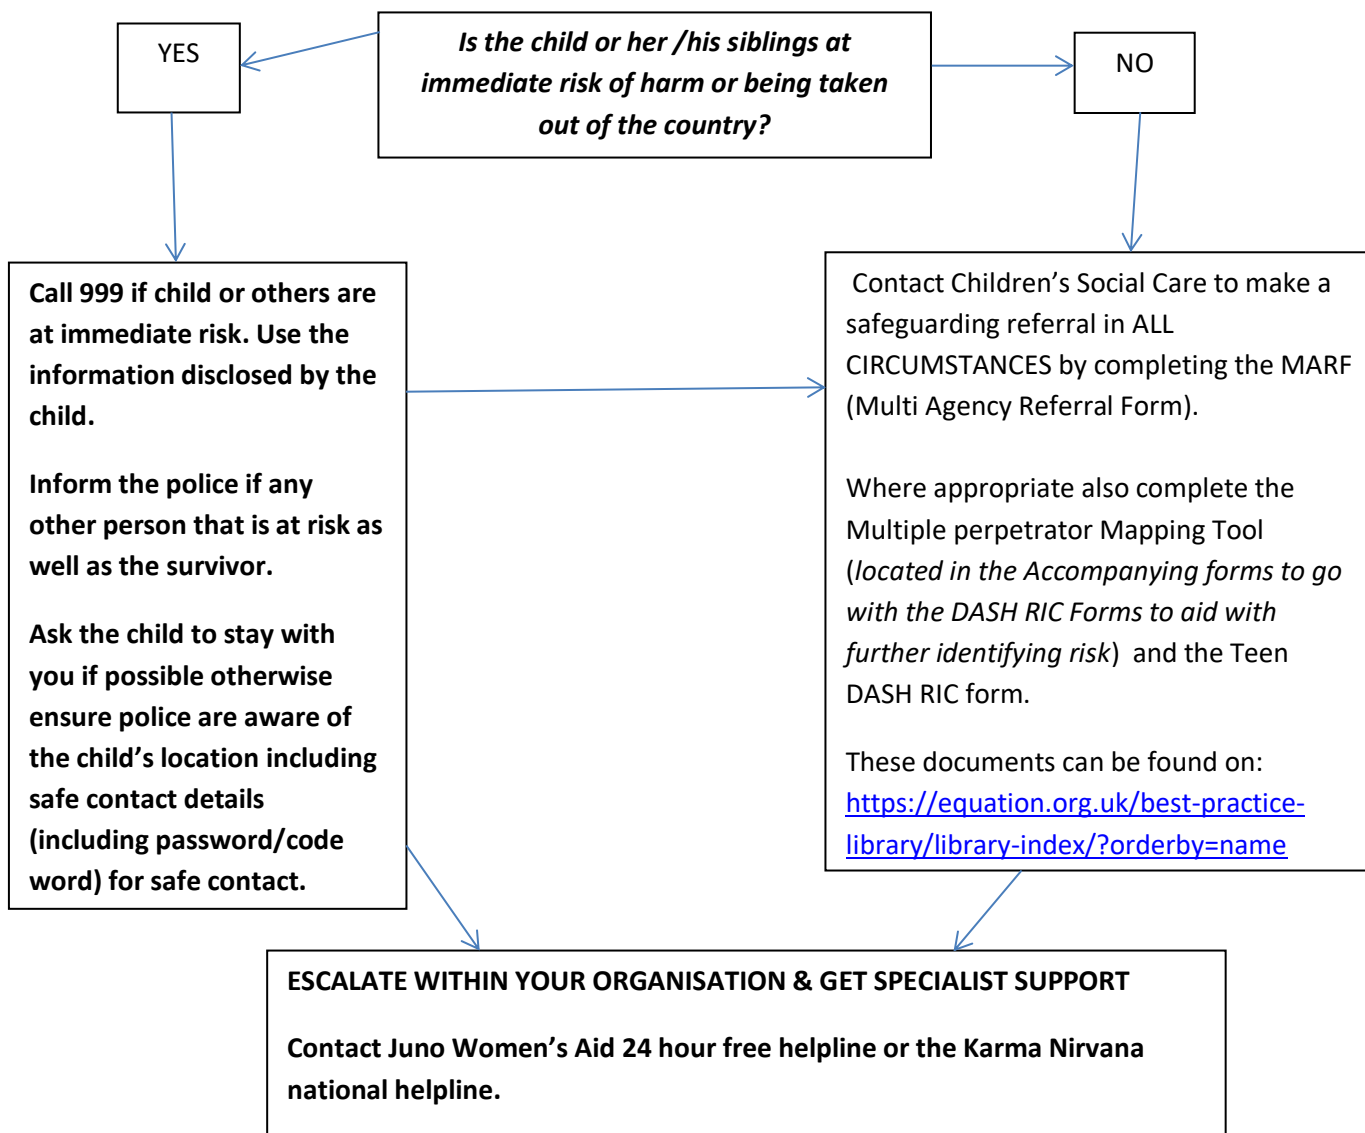 YES
Is the child or her /his siblings at
immediate risk of harm or being taken
out of the country?
NO
Call 999 if child or others are
at immediate risk. Use the
information disclosed by the
child.
Inform the police if any
other person that is at risk as
well as the survivor.
Ask the child to stay with
you if possible otherwise
ensure police are aware of
the child’s location including
safe contact details
(including password/code
word) for safe contact.
Contact Children’s Social Care to make a
safeguarding referral in ALL
CIRCUMSTANCES by completing the MARF
(Multi Agency Referral Form).
Where appropriate also complete the
Multiple perpetrator Mapping Tool
(located in the Accompanying forms to go
with the DASH RIC Forms to aid with
further identifying risk) and the Teen
DASH RIC form.
These documents can be found on:
https://equation.org.uk/best-practice-
library/library-index/?orderby=name
ESCALATE WITHIN YOUR ORGANISATION & GET SPECIALIST SUPPORT
Contact Juno Women’s Aid 24 hour free helpline or the Karma Nirvana
national helpline.